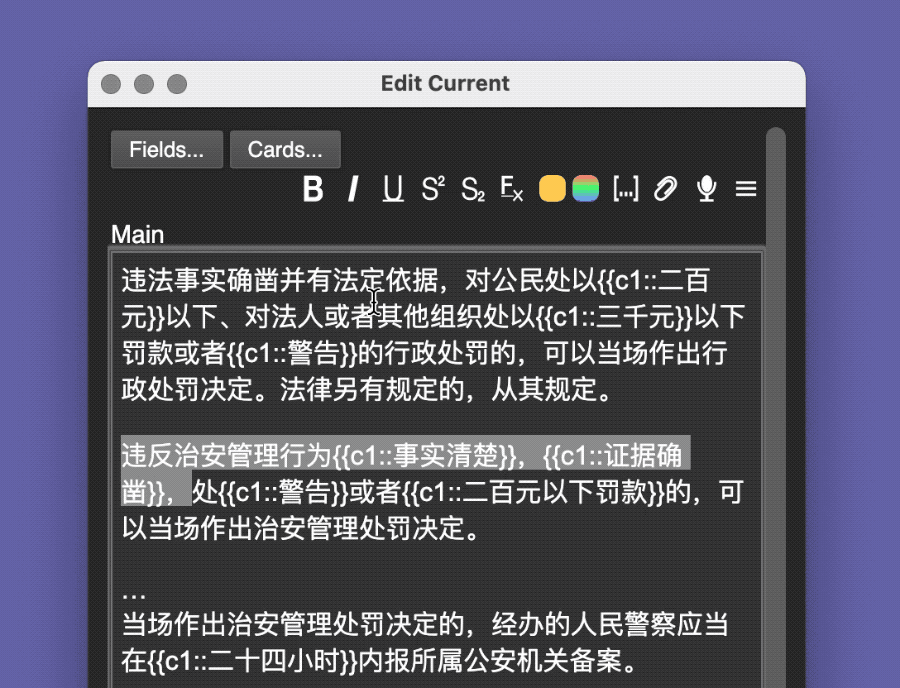 Edit Current
Fields... Cards...
B I U S² S₂ Fx [...]
Main
违法事实确凿并有法定依据，对公民处以{{c1::二百
元}}以下、对法人或者其他组织处以{{c1::三千元}}以下
罚款或者{{c1::警告}}的行政处罚的，可以当场作出行
政处罚决定。法律另有规定的，从其规定。
违反治安管理行为{{c1::事实清楚}}，{{c1::证据确
凿}}，处{{c1::警告}}或者{{c1::二百元以下罚款}}的，可
以当场作出治安管理处罚决定。
...
当场作出治安管理处罚决定的，经办的人民警察应当
在{{c1::二十四小时}}内报所属公安机关备案。